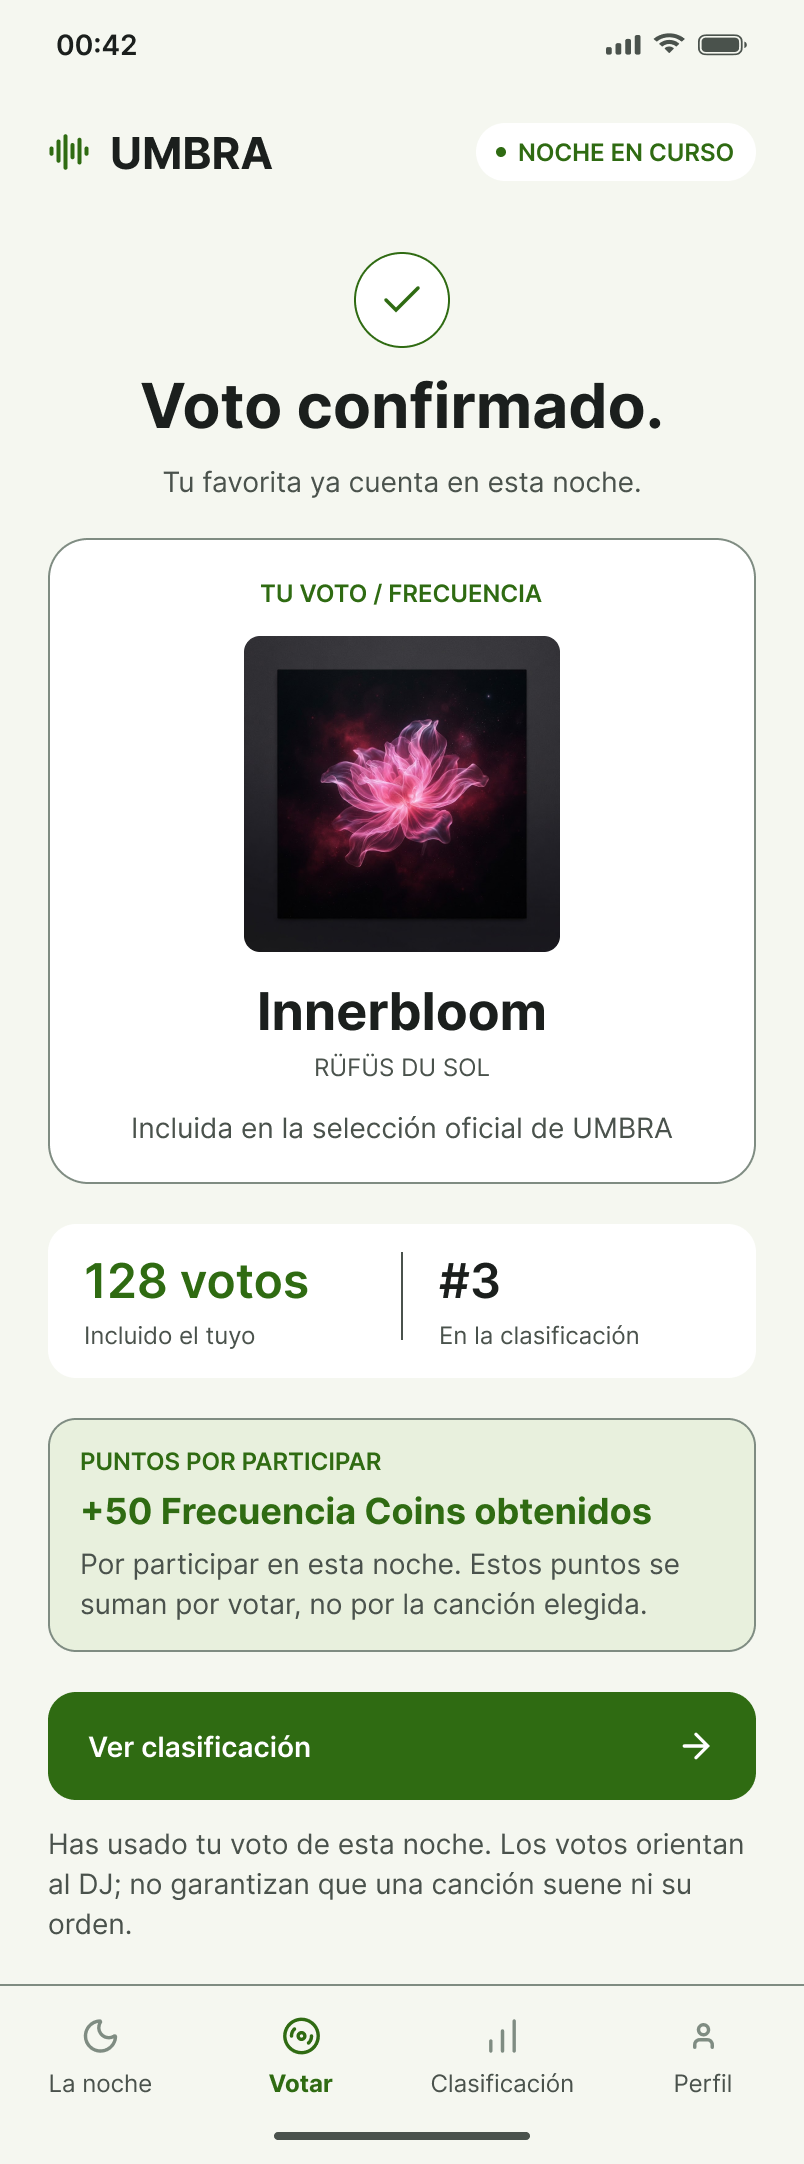 00:42
UMBRA
NOCHE EN CURSO
Voto confirmado.
Tu favorita ya cuenta en esta noche.
TU VOTO / FRECUENCIA
Innerbloom
RÜFÜS DU SOL
Incluida en la selección oficial de UMBRA
128 votos
Incluido el tuyo
#3
En la clasificación
PUNTOS POR PARTICIPAR
+50 Frecuencia Coins obtenidos
Por participar en esta noche. Estos puntos se
suman por votar, no por la canción elegida.
Ver clasificación
Has usado tu voto de esta noche. Los votos orientan
al DJ; no garantizan que una canción suene ni su
orden.
La noche
Votar
Clasificación
Perfil